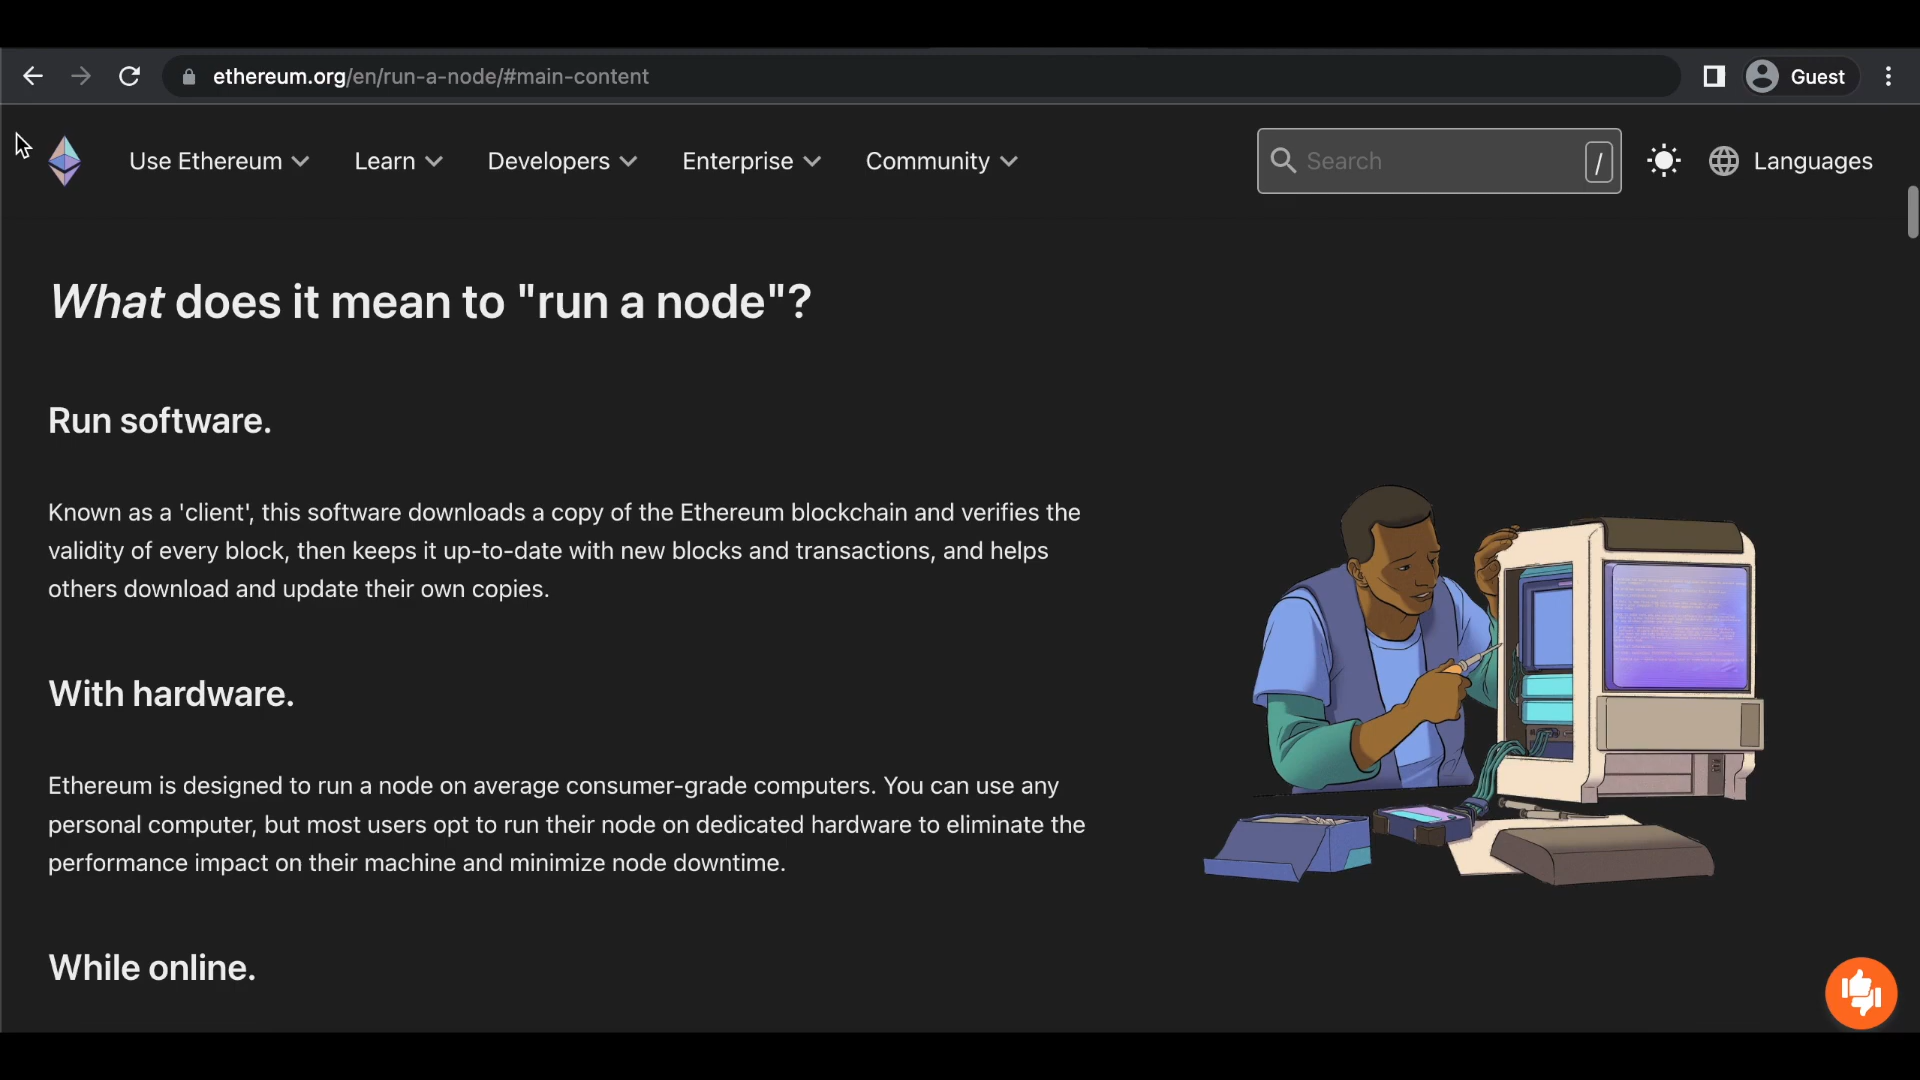 ethereum.org/en/run-a-node/#main-content
Guest
Use Ethereum
Learn
Developers
Enterprise
Community
Search
/
Languages
What does it mean to "run a node"?
Run software.
Known as a 'client', this software downloads a copy of the Ethereum blockchain and verifies the
validity of every block, then keeps it up-to-date with new blocks and transactions, and helps
others download and update their own copies.
With hardware.
Ethereum is designed to run a node on average consumer-grade computers. You can use any
personal computer, but most users opt to run their node on dedicated hardware to eliminate the
performance impact on their machine and minimize node downtime.
While online.